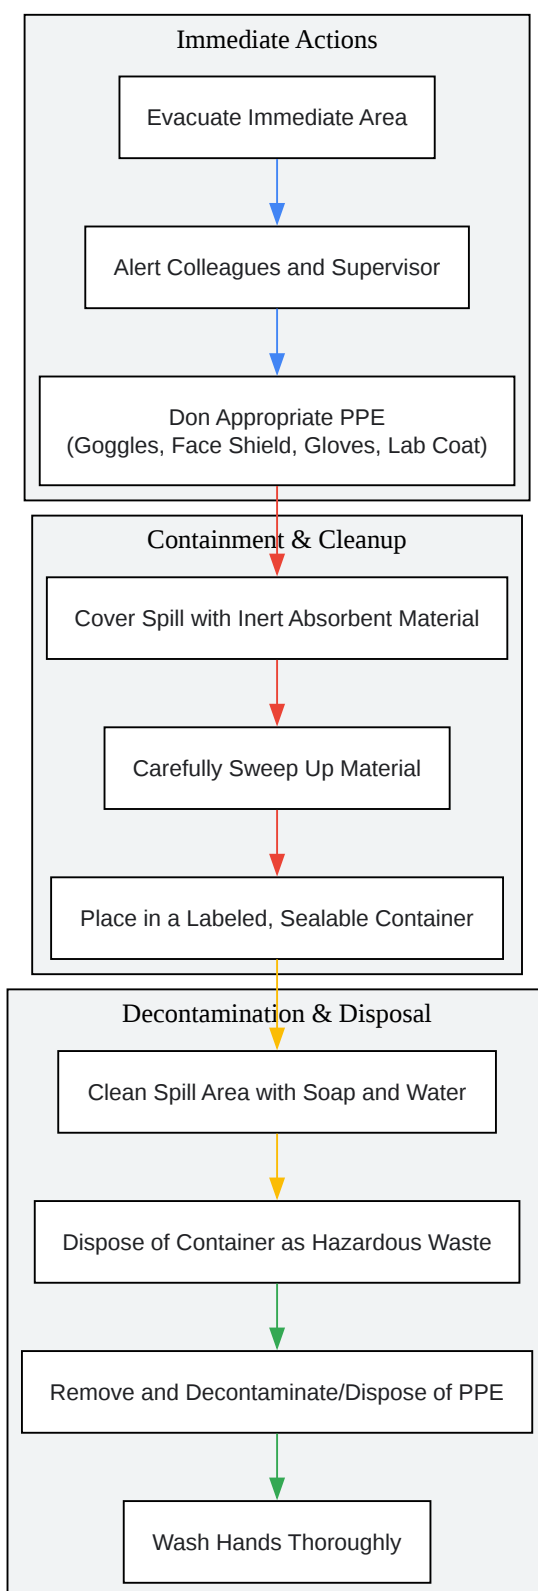 Immediate Actions
Evacuate Immediate Area
Alert Colleagues and Supervisor
Don Appropriate PPE
(Goggles, Face Shield, Gloves, Lab Coat)
Containment & Cleanup
Cover Spill with Inert Absorbent Material
Carefully Sweep Up Material
Place in a Labeled, Sealable Container
Decontamination & Disposal
Clean Spill Area with Soap and Water
Dispose of Container as Hazardous Waste
Remove and Decontaminate/Dispose of PPE
Wash Hands Thoroughly